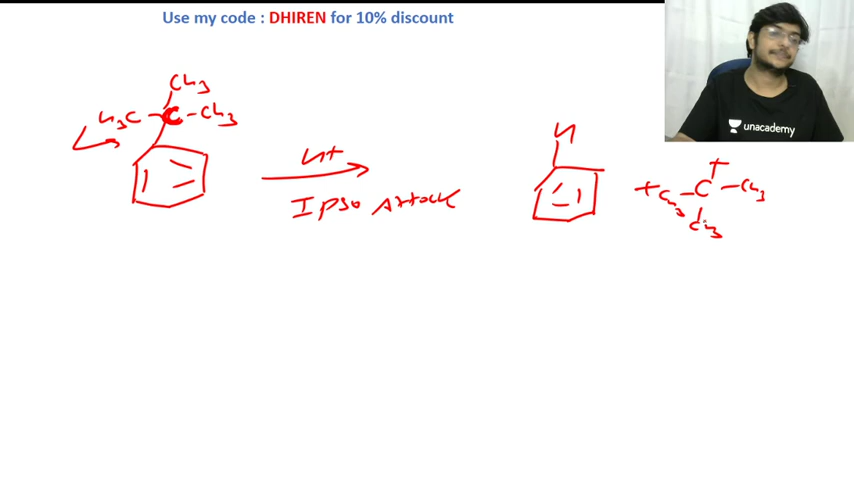 Use my code : DHIREN for 10% discount
unacademy
CH3
H3C-C-CH3
H+
Ipso Attack
H
+
+
CH3-C-CH3
CH3